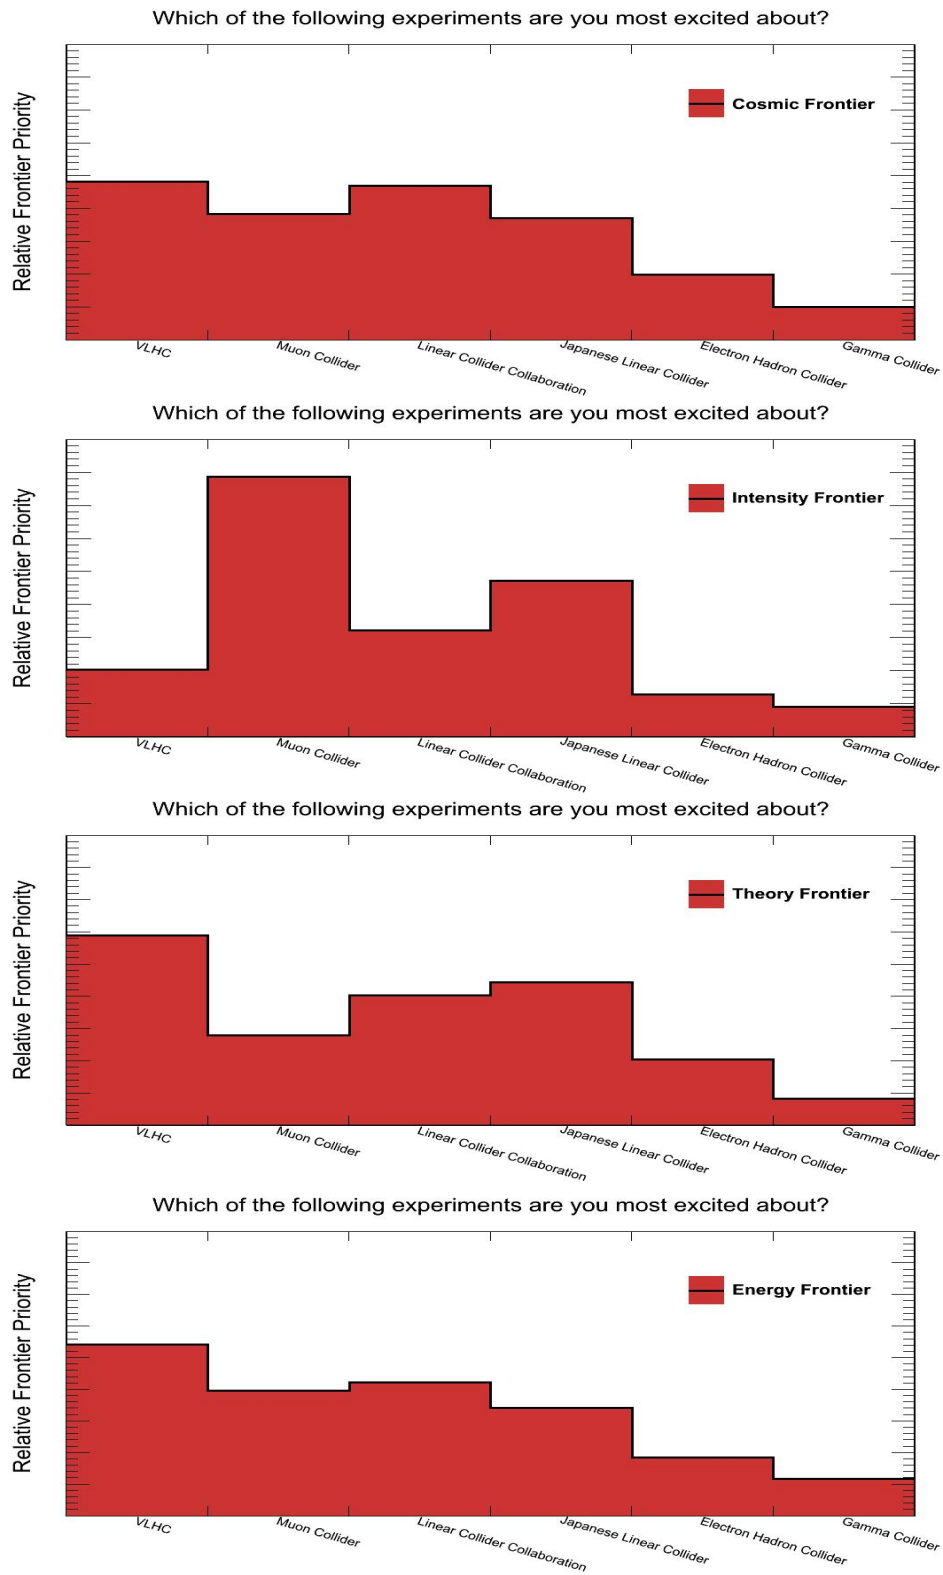 Which of the following experiments are you most excited about?
Relative Frontier Priority
Cosmic Frontier
VLHC
Muon Collider
Linear Collider Collaboration
Japanese Linear Collider
Electron Hadron Collider
Gamma Collider
Which of the following experiments are you most excited about?
Relative Frontier Priority
Intensity Frontier
VLHC
Muon Collider
Linear Collider Collaboration
Japanese Linear Collider
Electron Hadron Collider
Gamma Collider
Which of the following experiments are you most excited about?
Relative Frontier Priority
Theory Frontier
VLHC
Muon Collider
Linear Collider Collaboration
Japanese Linear Collider
Electron Hadron Collider
Gamma Collider
Which of the following experiments are you most excited about?
Relative Frontier Priority
Energy Frontier
VLHC
Muon Collider
Linear Collider Collaboration
Japanese Linear Collider
Electron Hadron Collider
Gamma Collider